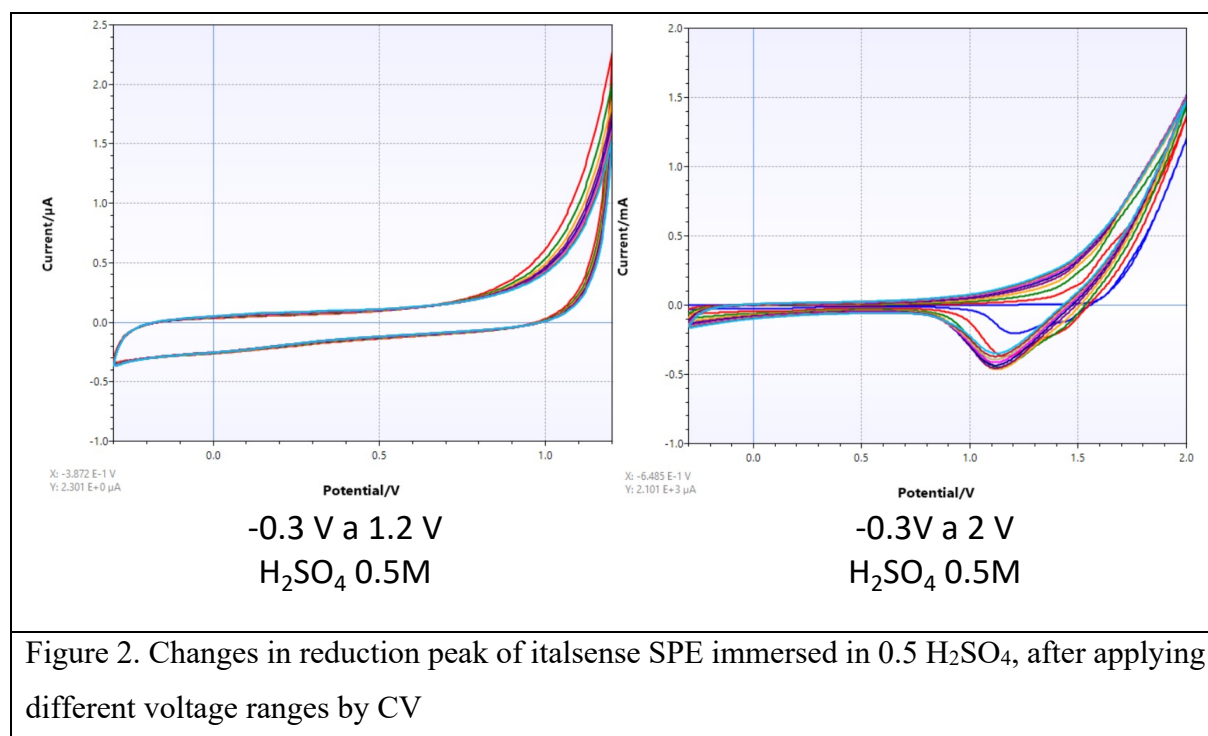 2.5
2.0
1.5
1.0
0.5
0.0
-0.5
-1.0
Current/µA
0.0 0.5 1.0
X: -3.872 E-1 V
Y: 2.301 E+0 µA
Potential/V
-0.3 V a 1.2 V
H₂SO₄ 0.5M
2.0
1.5
1.0
0.5
0.0
-0.5
-1.0
Current/mA
0.0 0.5 1.0 1.5 2.0
X: -6.485 E-1 V
Y: 2.101 E+3 µA
Potential/V
-0.3V a 2 V
H₂SO₄ 0.5M
Figure 2. Changes in reduction peak of italsense SPE immersed in 0.5 H₂SO₄, after applying
different voltage ranges by CV